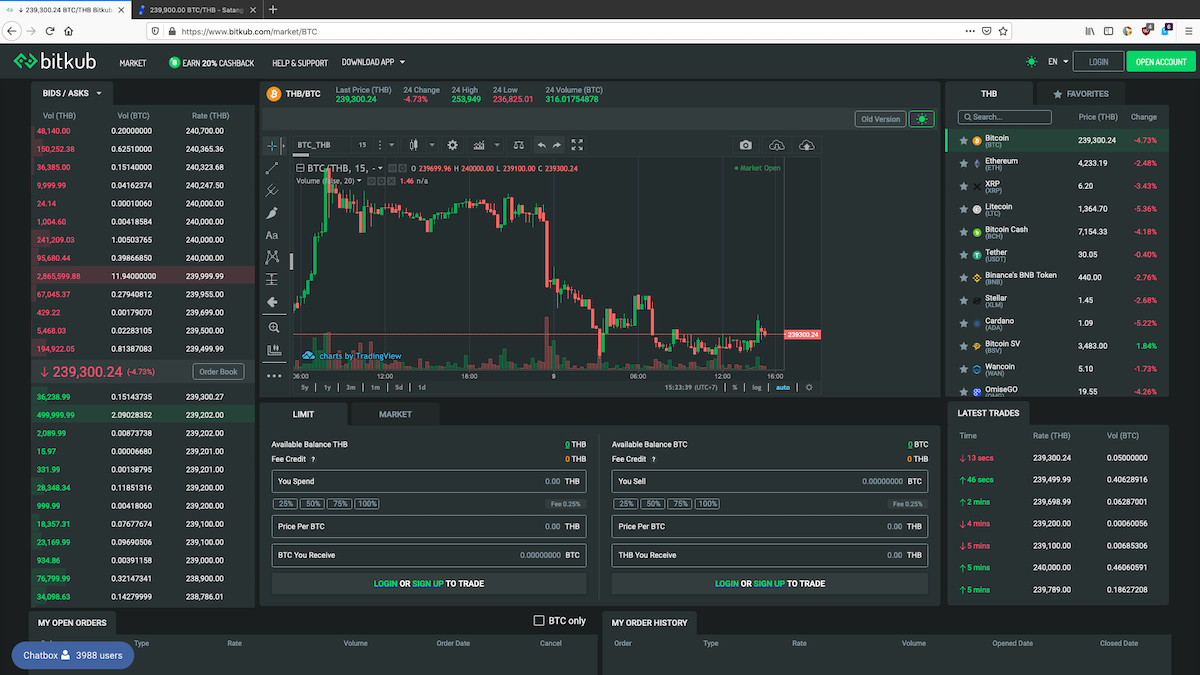 239,300.24 BTC/THB Bitkub
239,900.00 BTC/THB - Satang
https://www.bitkub.com/market/BTC
bitkub
MARKET
EARN 20% CASHBACK
HELP & SUPPORT
DOWNLOAD APP
EN
LOGIN
OPEN ACCOUNT
BIDS / ASKS
Vol (THB) Vol (BTC) Rate (THB)
48,140.00 0.20000000 240,700.00
150,252.38 0.62510000 240,365.36
36,385.00 0.15140000 240,323.68
9,999.99 0.04162374 240,247.50
24.14 0.00010060 240,000.00
1,004.60 0.00418584 240,000.00
241,209.03 1.00503765 240,000.00
95,680.44 0.39866850 240,000.00
2,865,599.88 11.94000000 239,999.99
67,045.37 0.27940812 239,955.00
429.22 0.00179070 239,699.00
5,468.03 0.02283105 239,500.00
194,922.05 0.81387083 239,499.99
↓ 239,300.24 (-4.73%) Order Book
36,238.99 0.15143735 239,300.27
499,999.99 2.09028352 239,202.00
2,089.99 0.00873738 239,202.00
15.97 0.00006680 239,201.00
331.99 0.00138795 239,201.00
28,348.34 0.11851316 239,200.00
999.99 0.00418060 239,200.00
18,357.31 0.07677674 239,100.00
23,169.99 0.09690506 239,100.00
934.86 0.00391158 239,000.00
76,799.99 0.32147341 238,900.00
34,098.63 0.14279999 238,786.01
THB/BTC
Last Price (THB) 24 Change 24 High 24 Low 24 Volume (BTC)
239,300.24 -4.73% 253,949 236,825.01 316.01754878
Old Version
BTC_THB 15
BTC/THB, 15, - O 239699.96 H 240000.00 L 239100.00 C 239300.24
Volume (false, 20) 1.46 n/a
Market Open
Aa
239300.24
charts by TradingView
06:00 12:00 18:00 9 06:00 12:00 16:00
5y 1y 3m 1m 5d 1d
15:23:39 (UTC+7) % log auto
LIMIT MARKET
Available Balance THB 0 THB
Fee Credit ? 0 THB
You Spend 0.00 THB
25% 50% 75% 100% Fee 0.25%
Price Per BTC 0.00 THB
BTC You Receive 0.00000000 BTC
LOGIN OR SIGN UP TO TRADE
Available Balance BTC 0 BTC
Fee Credit ? 0 THB
You Sell 0.00000000 BTC
25% 50% 75% 100% Fee 0.25%
Price Per BTC 0.00 THB
THB You Receive 0.00 THB
LOGIN OR SIGN UP TO TRADE
THB FAVORITES
Search... Price (THB) Change
Bitcoin (BTC) 239,300.24 -4.73%
Ethereum (ETH) 4,233.19 -2.48%
XRP (XRP) 6.20 -3.43%
Litecoin (LTC) 1,364.70 -5.36%
Bitcoin Cash (BCH) 7,154.33 -4.18%
Tether (USDT) 30.05 -0.40%
Binance's BNB Token (BNB) 440.00 -2.76%
Stellar (XLM) 1.45 -2.68%
Cardano (ADA) 1.09 -5.22%
Bitcoin SV (BSV) 3,483.00 1.84%
Wancoin (WAN) 5.10 -1.73%
OmiseGO 19.55 -4.26%
LATEST TRADES
Time Rate (THB) Vol (BTC)
↓ 13 secs 239,300.24 0.05000000
↑ 46 secs 239,499.99 0.40628916
↑ 2 mins 239,698.99 0.06287001
↓ 4 mins 239,200.00 0.00060056
↓ 5 mins 239,100.00 0.00685306
↑ 5 mins 240,000.00 0.46060591
↑ 5 mins 239,789.00 0.18627208
MY OPEN ORDERS BTC only
Type Rate Volume Order Date Cancel
MY ORDER HISTORY
Order Type Rate Volume Opened Date Closed Date
Chatbox 3988 users